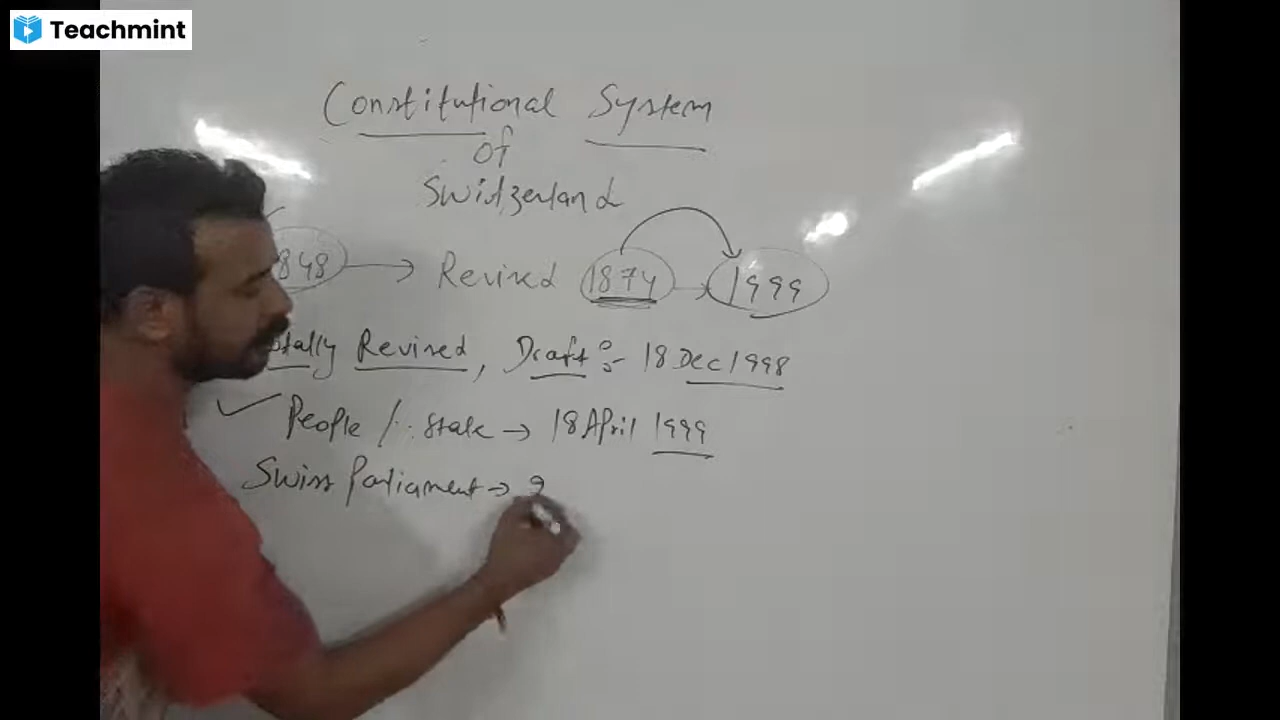 Teachmint
Constitutional System
of
Switzerland
848 → Revised 1874 → 1999
tally Revised, Draft :- 18 Dec 1998
✓ People / State → 18 April 1999
Swiss Parliament →